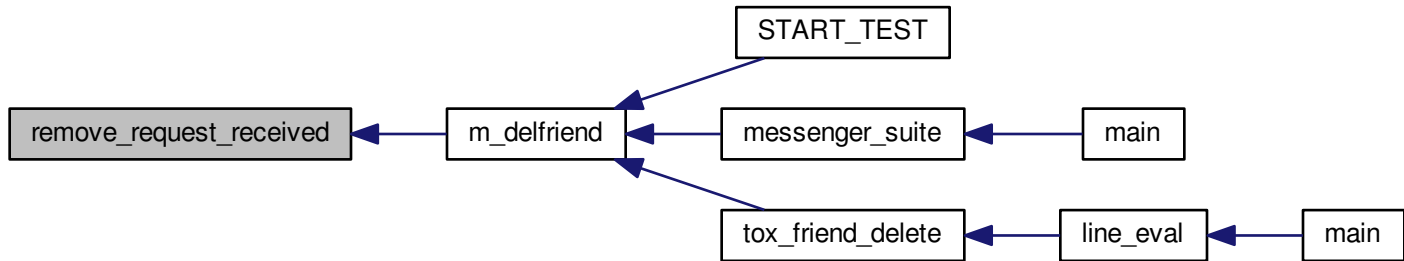 START_TEST
remove_request_received
m_delfriend
messenger_suite
main
tox_friend_delete
line_eval
main